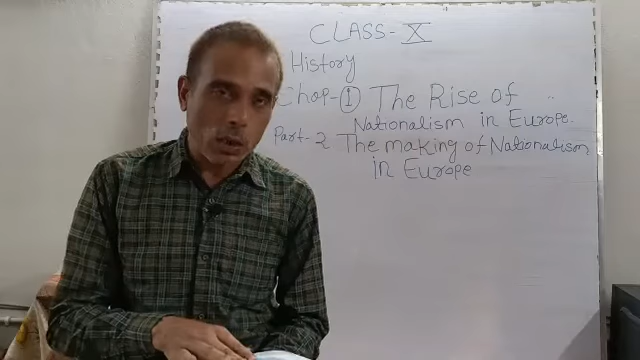 CLASS - X
History
Chap-① The Rise of
Nationalism in Europe.
Part-2 The making of Nationalism
in Europe